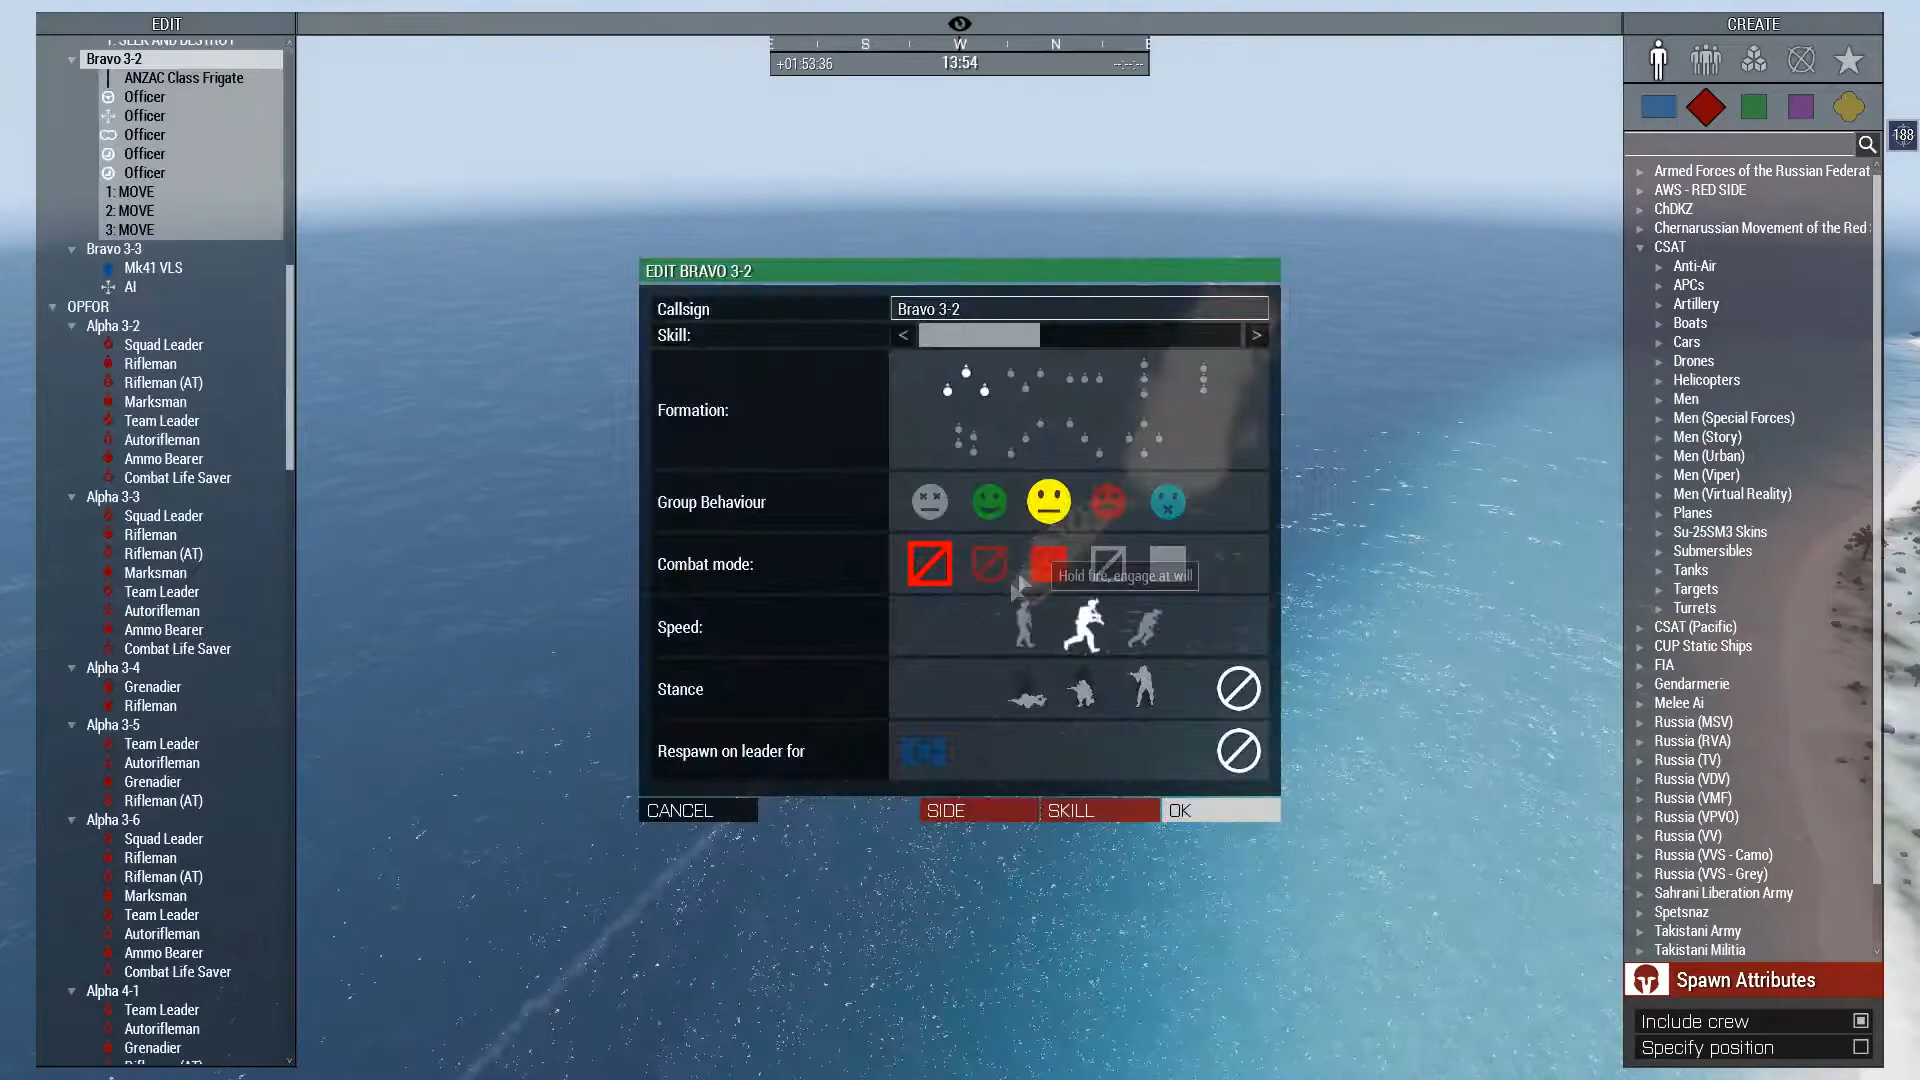 EDIT
1: SEEK AND DESTROY
Bravo 3-2
ANZAC Class Frigate
Officer
Officer
Officer
Officer
Officer
1: MOVE
2: MOVE
3: MOVE
Bravo 3-3
Mk41 VLS
AI
OPFOR
Alpha 3-2
Squad Leader
Rifleman
Rifleman (AT)
Marksman
Team Leader
Autorifleman
Ammo Bearer
Combat Life Saver
Alpha 3-3
Squad Leader
Rifleman
Rifleman (AT)
Marksman
Team Leader
Autorifleman
Ammo Bearer
Combat Life Saver
Alpha 3-4
Grenadier
Rifleman
Alpha 3-5
Team Leader
Autorifleman
Grenadier
Rifleman (AT)
Alpha 3-6
Squad Leader
Rifleman
Rifleman (AT)
Marksman
Team Leader
Autorifleman
Ammo Bearer
Combat Life Saver
Alpha 4-1
Team Leader
Autorifleman
Grenadier
Rifleman (AT)
E S W N E
+01:53:36 13:54 --:--:--
EDIT BRAVO 3-2
Callsign Bravo 3-2
Skill: < >
Formation:
Group Behaviour
Combat mode:
Hold fire, engage at will
Speed:
Stance
Respawn on leader for
CANCEL SIDE SKILL OK
CREATE
188
Armed Forces of the Russian Federat
AWS - RED SIDE
ChDKZ
Chernarussian Movement of the Red
CSAT
Anti-Air
APCs
Artillery
Boats
Cars
Drones
Helicopters
Men
Men (Special Forces)
Men (Story)
Men (Urban)
Men (Viper)
Men (Virtual Reality)
Planes
Su-25SM3 Skins
Submersibles
Tanks
Targets
Turrets
CSAT (Pacific)
CUP Static Ships
FIA
Gendarmerie
Melee Ai
Russia (MSV)
Russia (RVA)
Russia (TV)
Russia (VDV)
Russia (VMF)
Russia (VPVO)
Russia (VV)
Russia (VVS - Camo)
Russia (VVS - Grey)
Sahrani Liberation Army
Spetsnaz
Takistani Army
Takistani Militia
Spawn Attributes
Include crew
Specify position